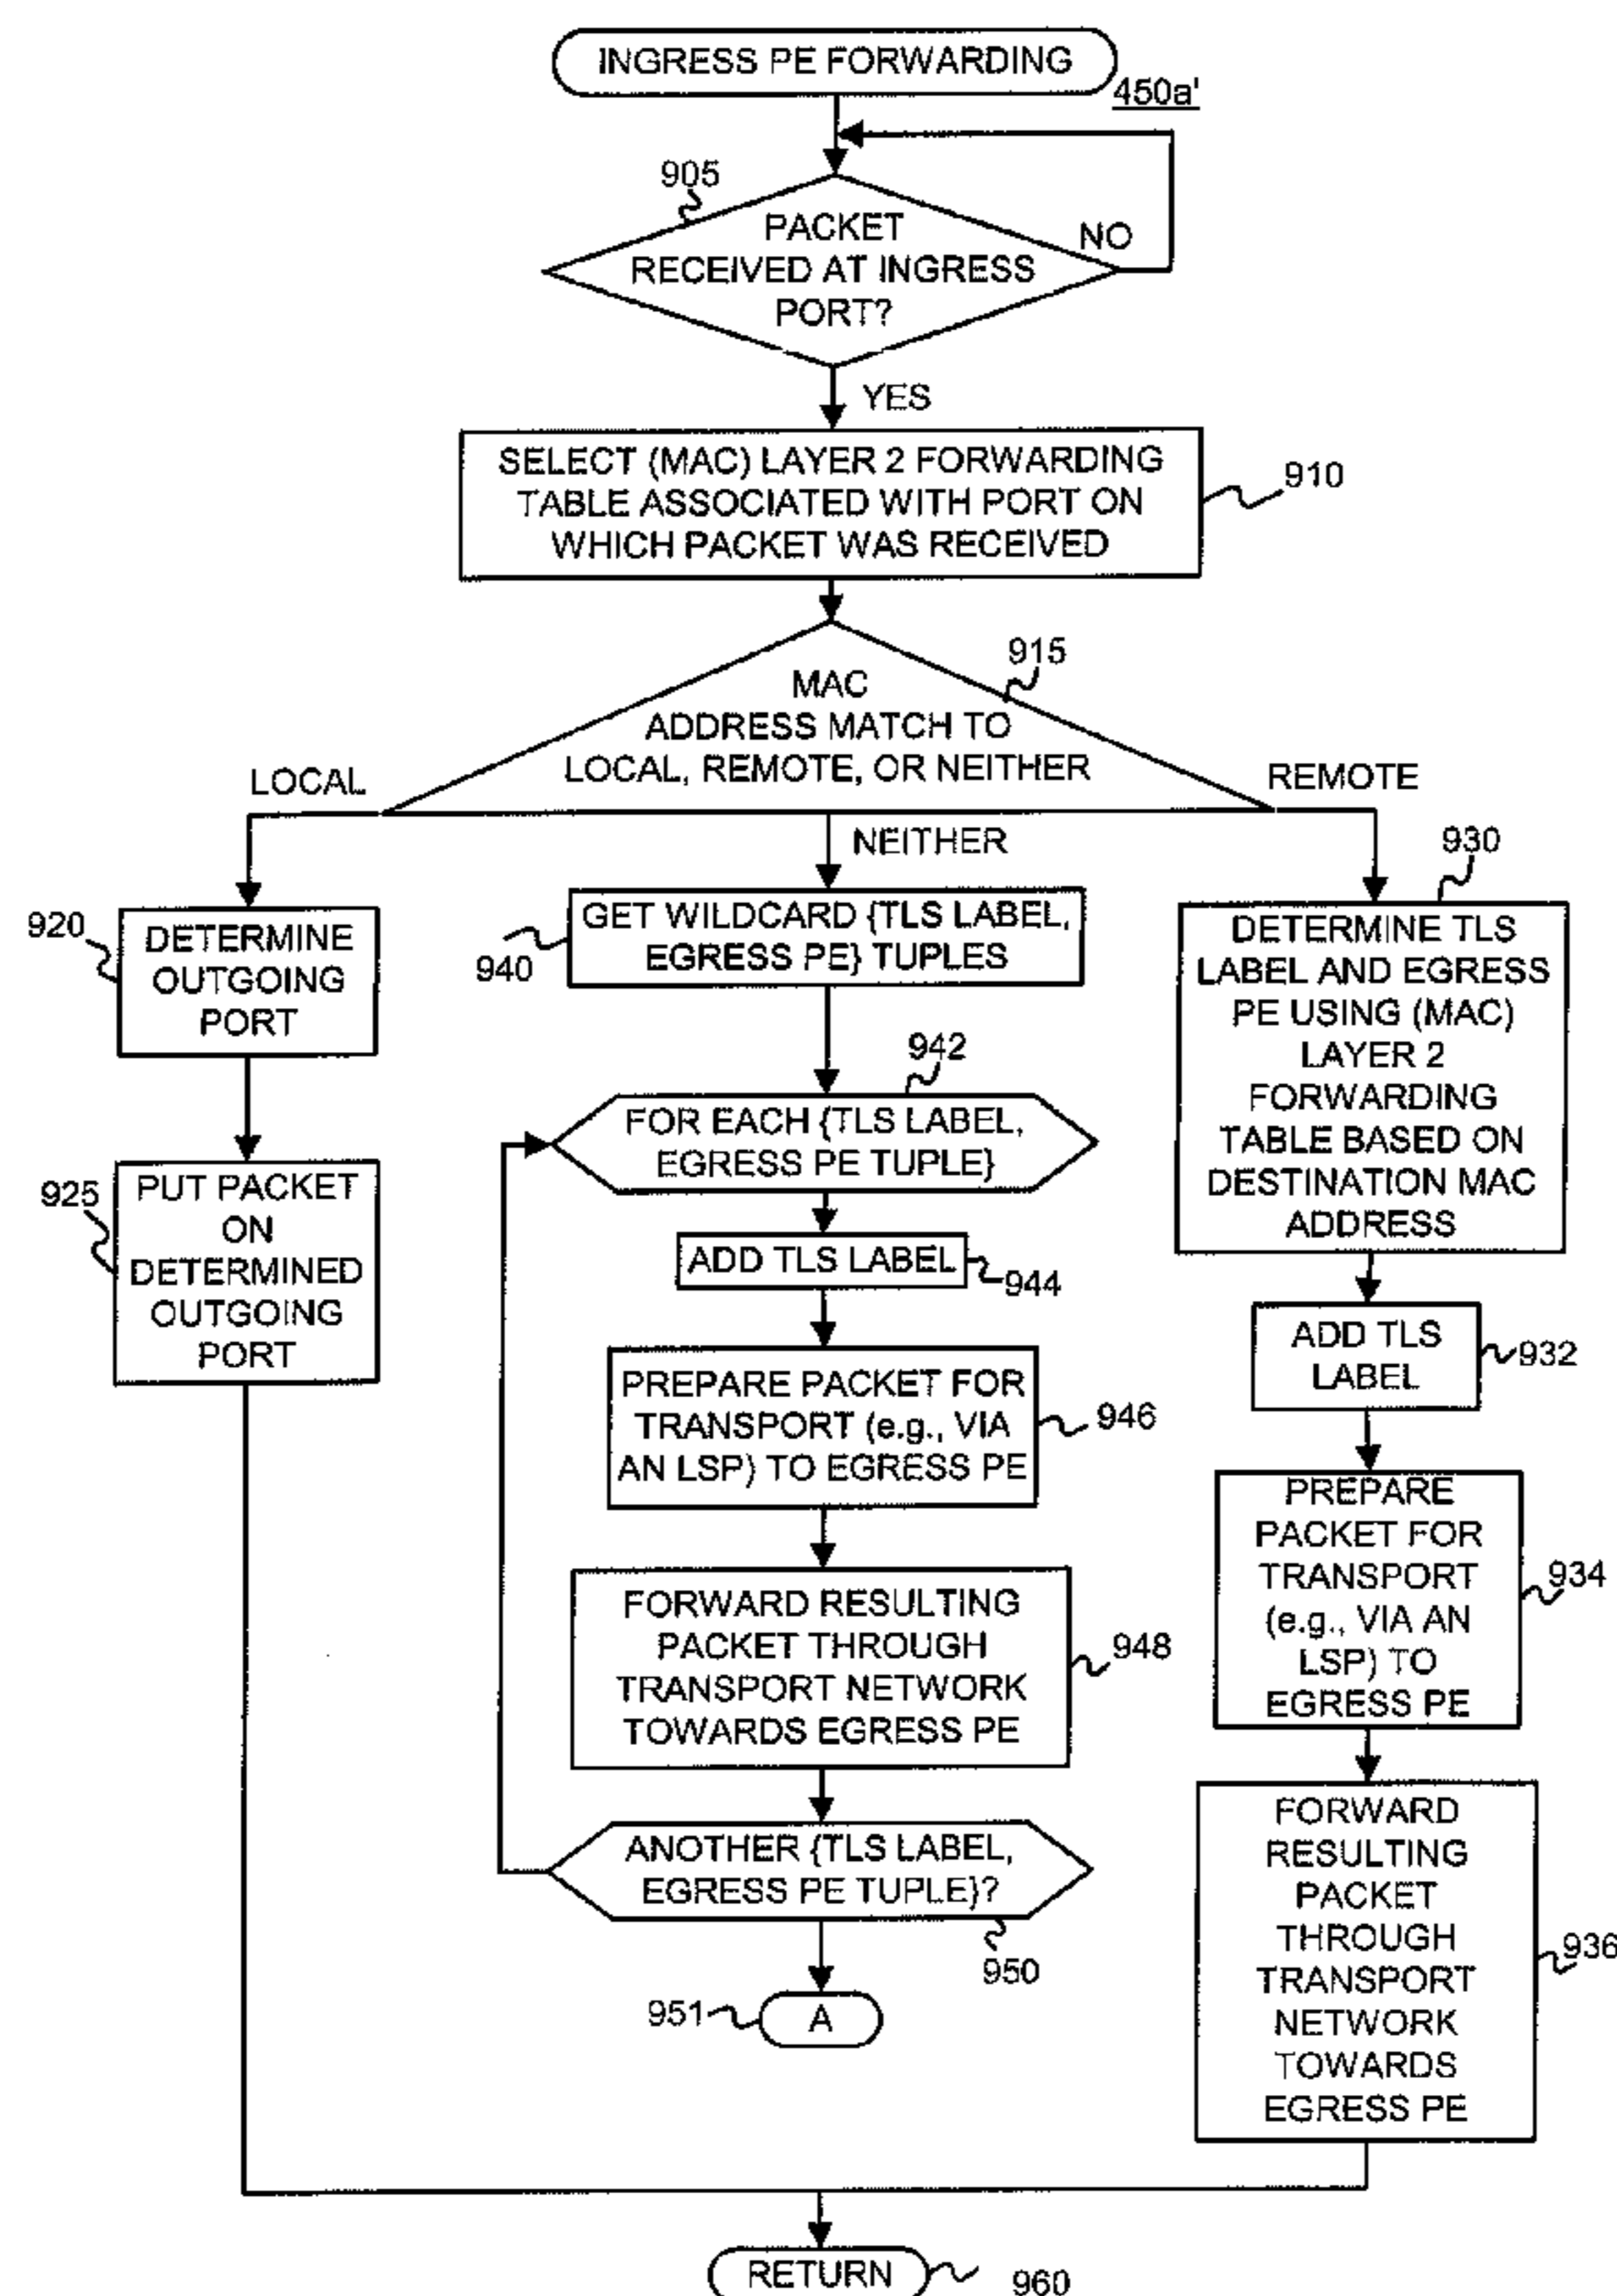 INGRESS PE FORWARDING
450a'
905
PACKET
RECEIVED AT INGRESS
PORT?
NO
YES
SELECT (MAC) LAYER 2 FORWARDING
TABLE ASSOCIATED WITH PORT ON
WHICH PACKET WAS RECEIVED
910
915
MAC
ADDRESS MATCH TO
LOCAL, REMOTE, OR NEITHER
LOCAL
NEITHER
REMOTE
920
DETERMINE
OUTGOING
PORT
925
PUT PACKET
ON
DETERMINED
OUTGOING
PORT
GET WILDCARD {TLS LABEL,
EGRESS PE} TUPLES
940
942
FOR EACH {TLS LABEL,
EGRESS PE TUPLE}
ADD TLS LABEL
944
PREPARE PACKET FOR
TRANSPORT (e.g., VIA
AN LSP) TO EGRESS PE
946
FORWARD RESULTING
PACKET THROUGH
TRANSPORT NETWORK
TOWARDS EGRESS PE
948
ANOTHER {TLS LABEL,
EGRESS PE TUPLE}?
950
951
A
930
DETERMINE TLS
LABEL AND EGRESS
PE USING (MAC)
LAYER 2
FORWARDING
TABLE BASED ON
DESTINATION MAC
ADDRESS
ADD TLS
LABEL
932
PREPARE
PACKET FOR
TRANSPORT
(e.g., VIA AN
LSP) TO
EGRESS PE
934
FORWARD
RESULTING
PACKET
THROUGH
TRANSPORT
NETWORK
TOWARDS
EGRESS PE
936
RETURN
960